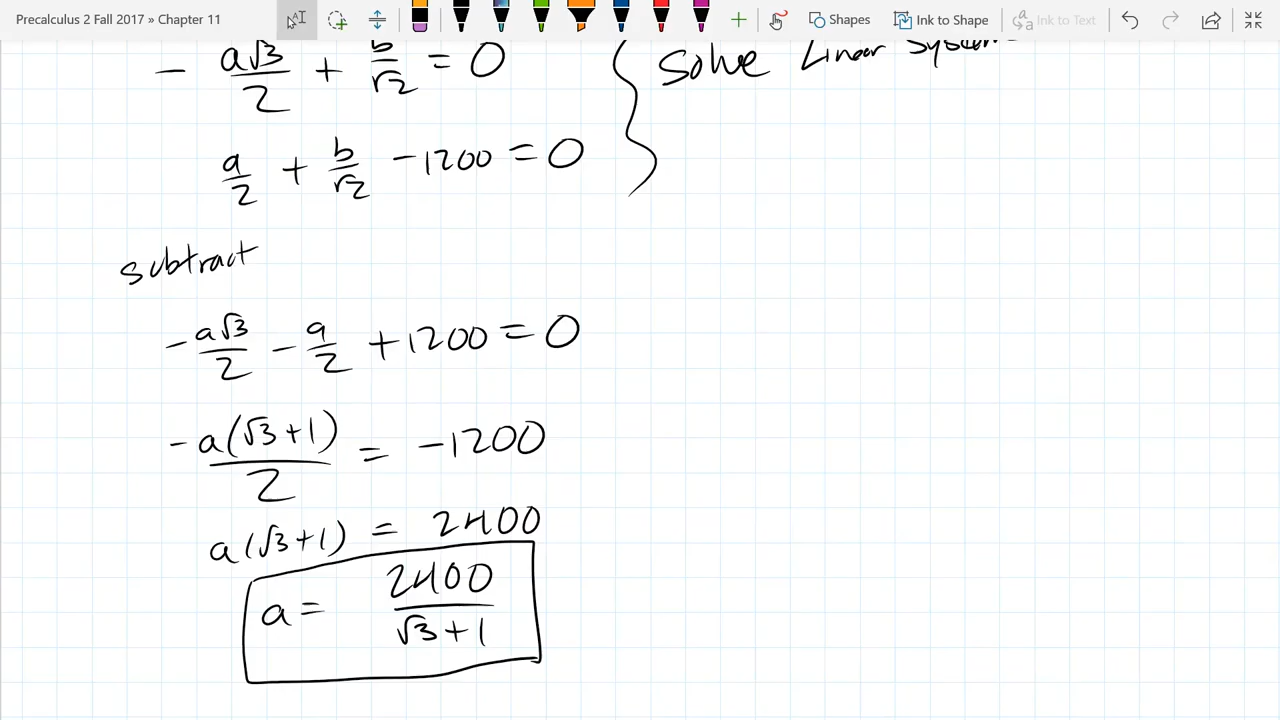 Precalculus 2 Fall 2017 » Chapter 11
Shapes
Ink to Shape
Ink to Text
- a√3/2 + b/√2 = 0
Solve Linear System
a/2 + b/√2 - 1200 = 0
subtract
- a√3/2 - a/2 + 1200 = 0
-a(√3+1)/2 = -1200
a(√3+1) = 2400
a = 2400/√3+1